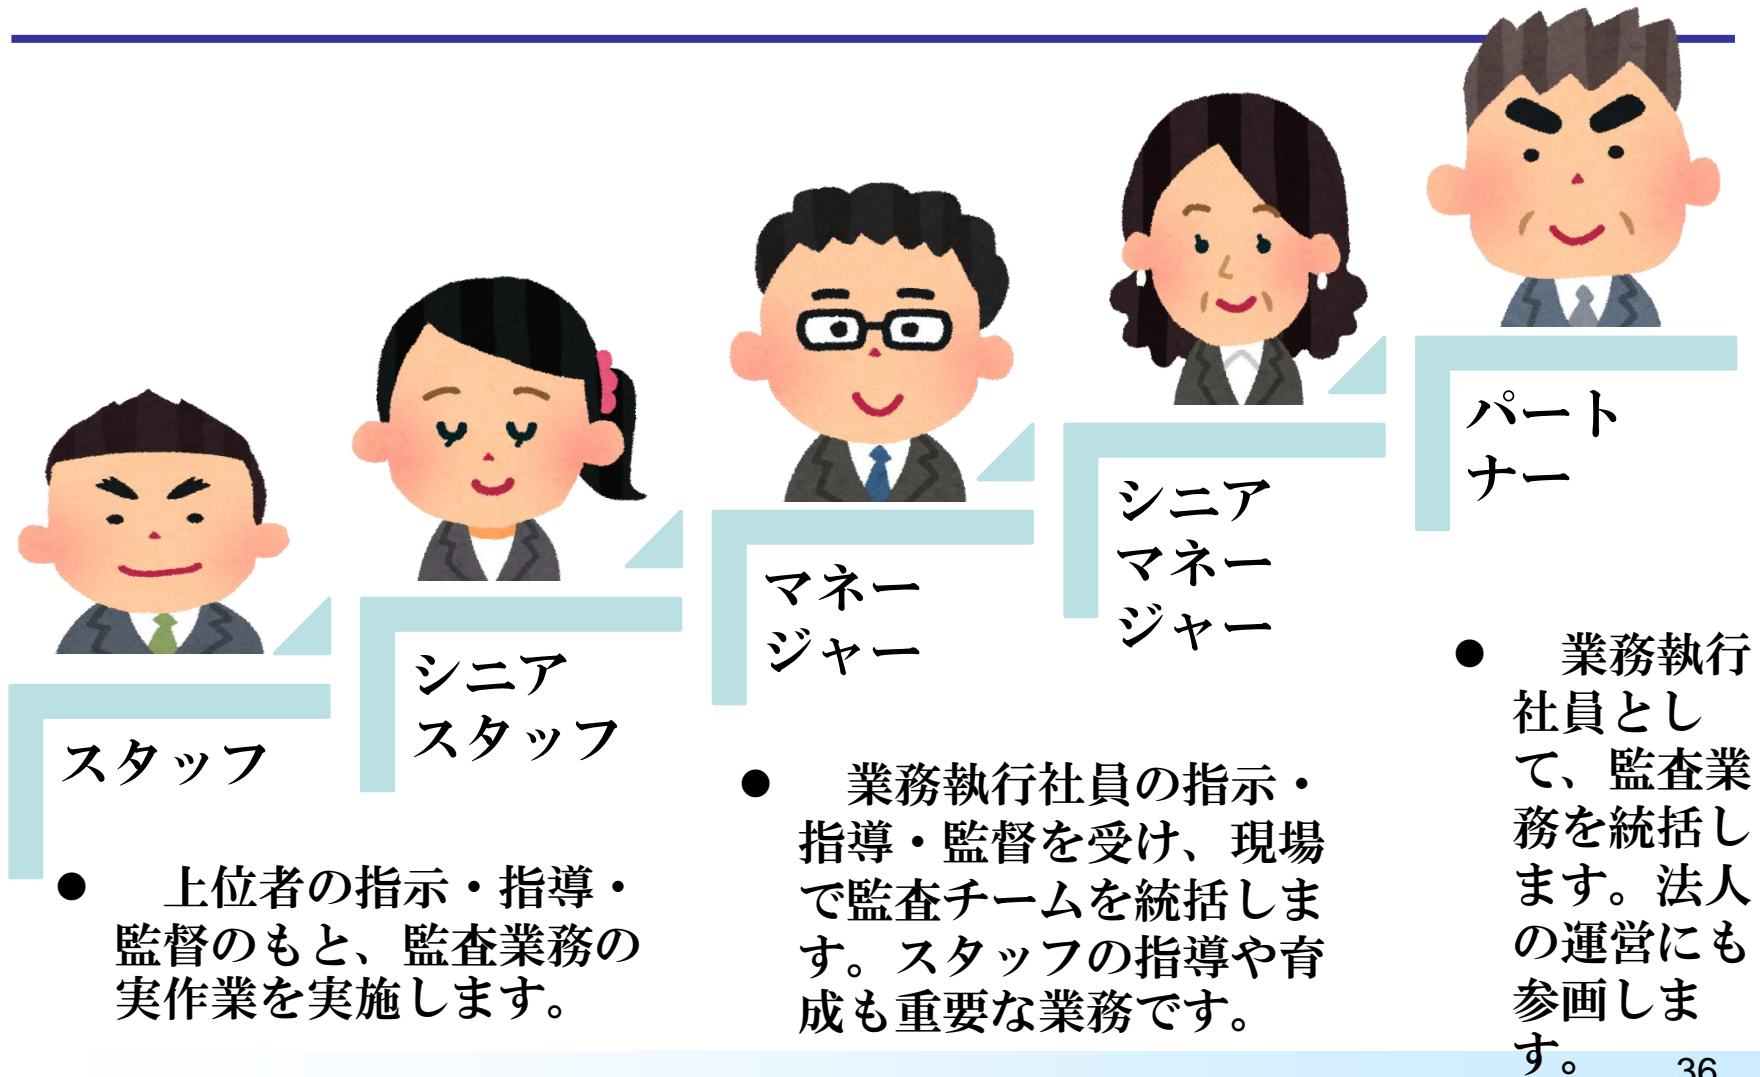 スタッフ
シニア
スタッフ
マネー
ジャー
シニア
マネー
ジャー
パート
ナー
● 上位者の指示・指導・
監督のもと、監査業務の
実作業を実施します。
● 業務執行社員の指示・
指導・監督を受け、現場
で監査チームを統括しま
す。スタッフの指導や育
成も重要な業務です。
● 業務執行
社員とし
て、監査業
務を統括し
ます。法人
の運営にも
参画しま
す。
36